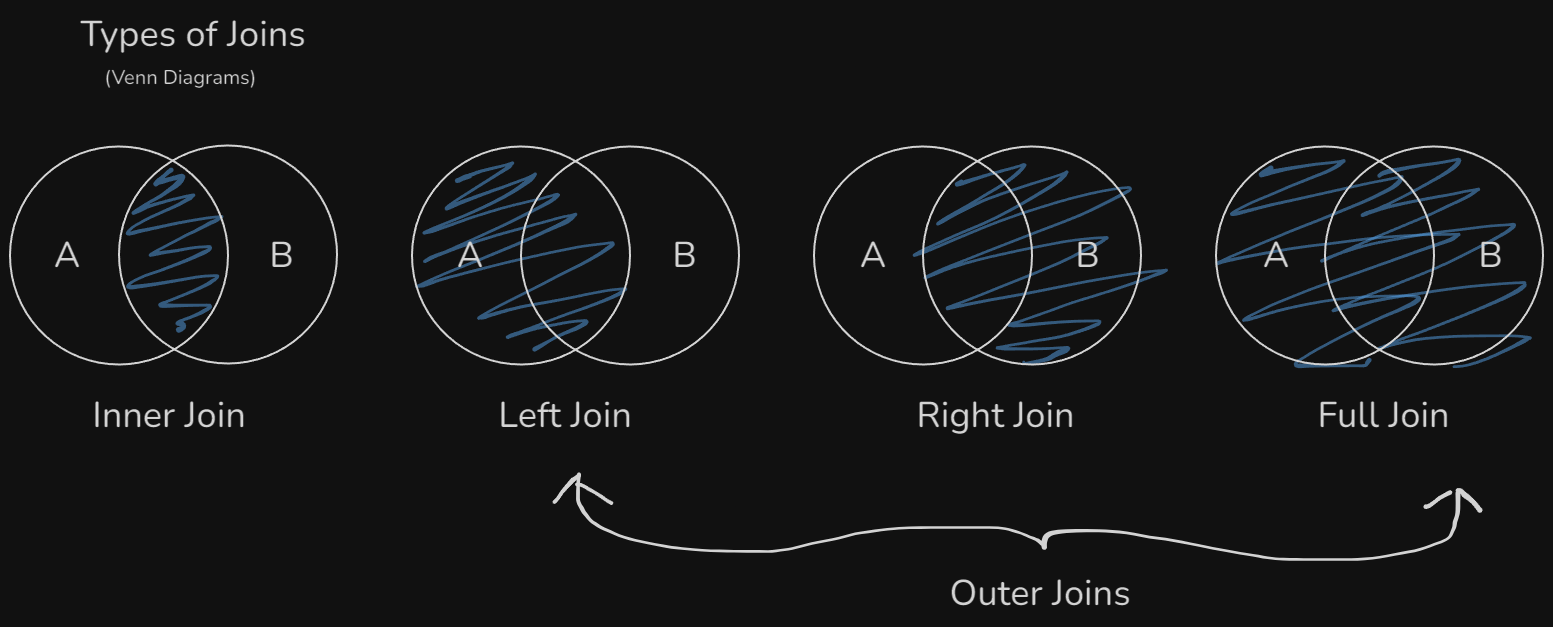 Types of Joins
(Venn Diagrams)
A
B
A
B
A
B
A
B
Inner Join
Left Join
Right Join
Full Join
Outer Joins